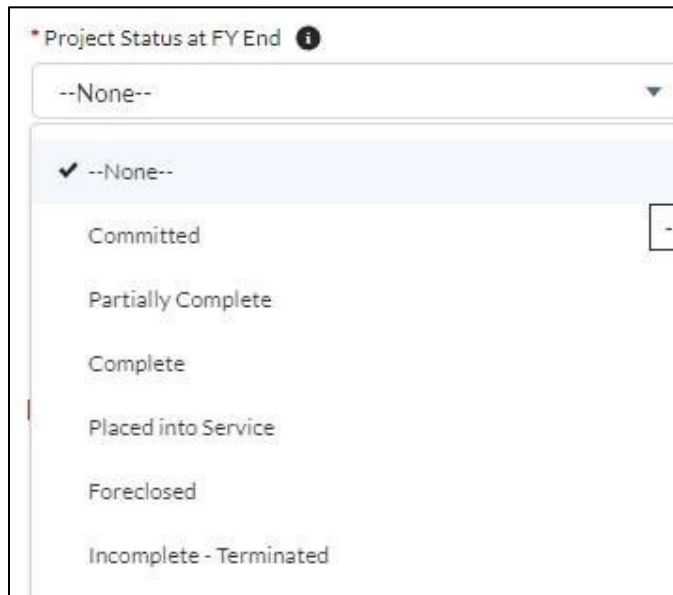 * Project Status at FY End
--None--
--None--
Committed
Partially Complete
Complete
Placed into Service
Foreclosed
Incomplete - Terminated